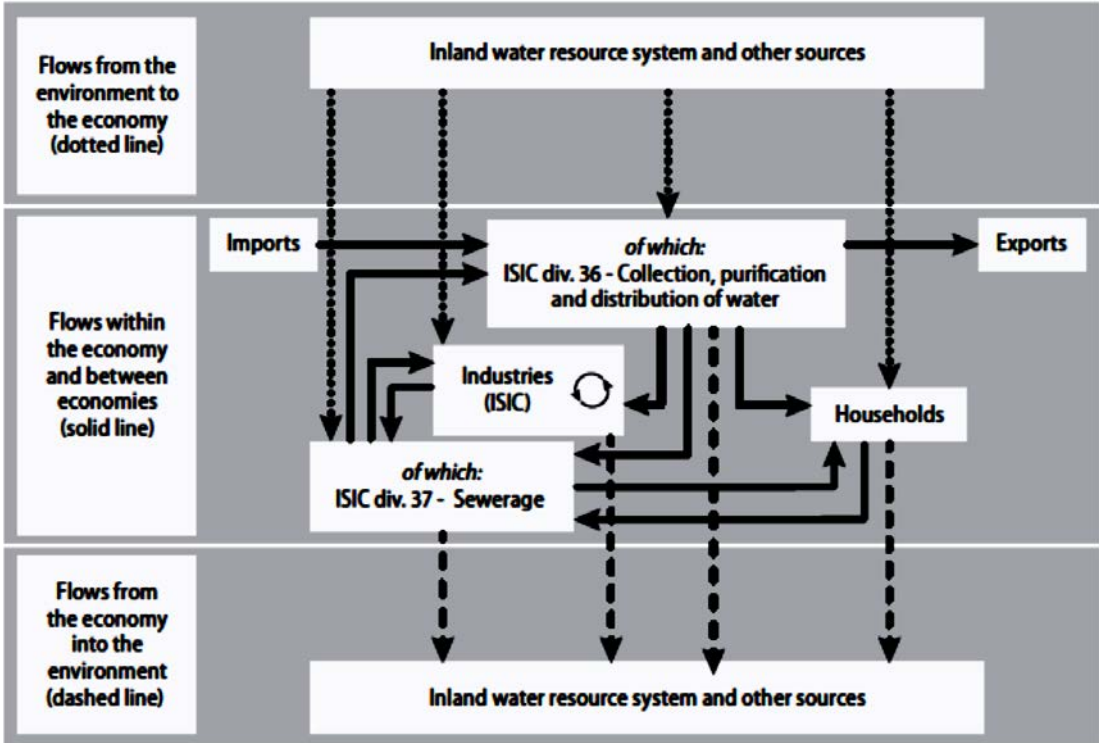 Flows from the
environment to
the economy
(dotted line)
Inland water resource system and other sources
Flows within
the economy
and between
economies
(solid line)
Imports
of which:
ISIC div. 36 - Collection, purification
and distribution of water
Exports
Industries
(ISIC)
Households
of which:
ISIC div. 37 - Sewerage
Flows from
the economy
into the
environment
(dashed line)
Inland water resource system and other sources